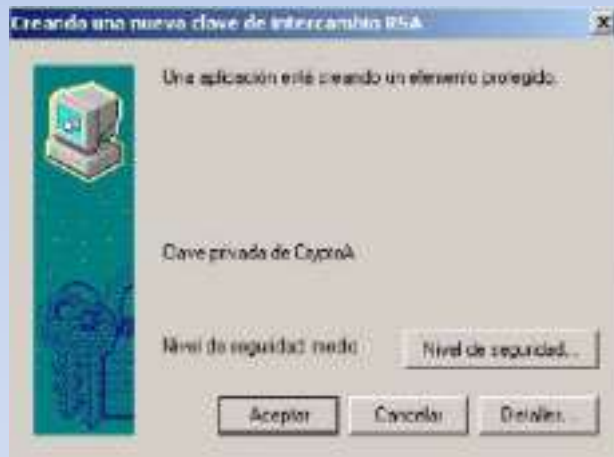 Creando una nueva clave de intercambio RSA
Una aplicación está creando un elemento protegido.
Clave privada de CryptoA
Nivel de seguridad: medio
Nivel de seguridad...
Aceptar
Cancelar
Detalles...